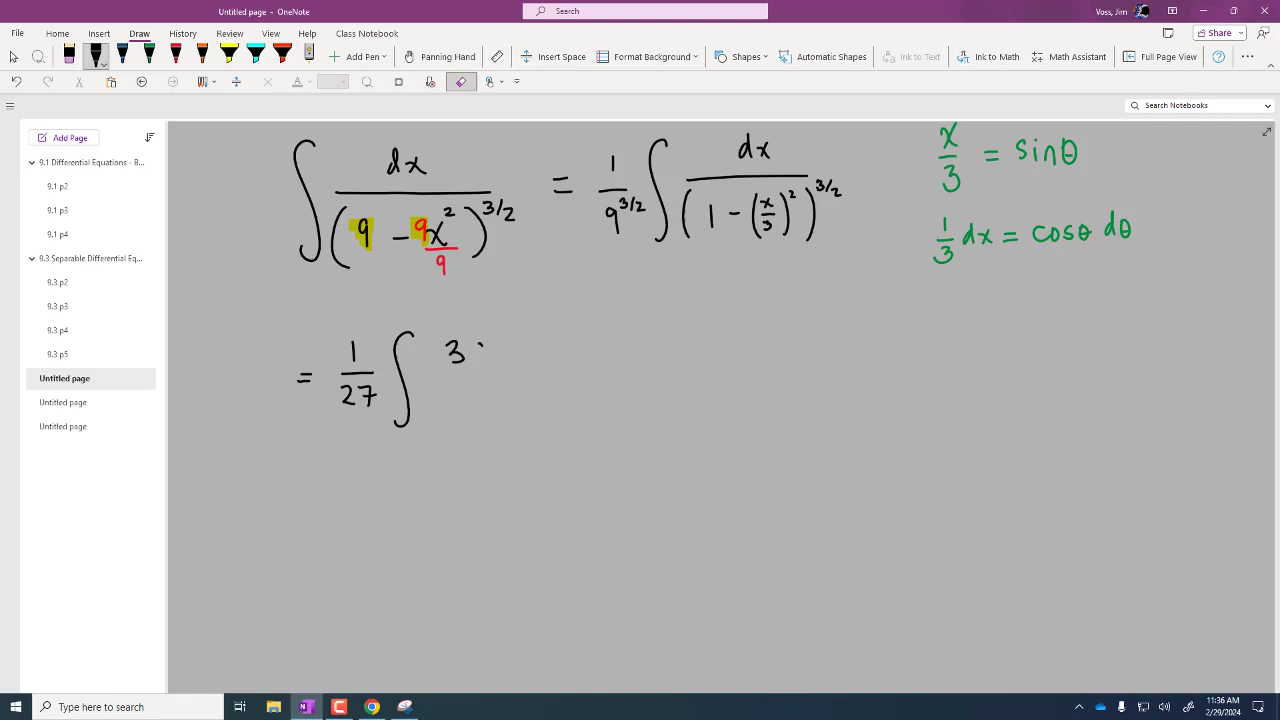 Untitled page - OneNote
Search
Voss, Jim
File Home Insert Draw History Review View Help Class Notebook
Share
Add Pen Panning Hand Insert Space Format Background Shapes Automatic Shapes Ink to Text Ink to Math Math Assistant Full Page View
Search Notebooks
Add Page
9.1 Differential Equations - B...
9.1 p2
9.1 p3
9.1 p4
9.3 Separable Differential Eq...
9.3 p2
9.3 p3
9.3 p4
9.3 p5
Untitled page
Untitled page
Untitled page
∫ dx / (9 - 9x²/9)^3/2 = 1/9^3/2 ∫ dx / (1 - (x/3)²)^3/2
x/3 = sinθ
1/3 dx = cosθ dθ
= 1/27 ∫ 3
Type here to search
11:36 AM
2/29/2024